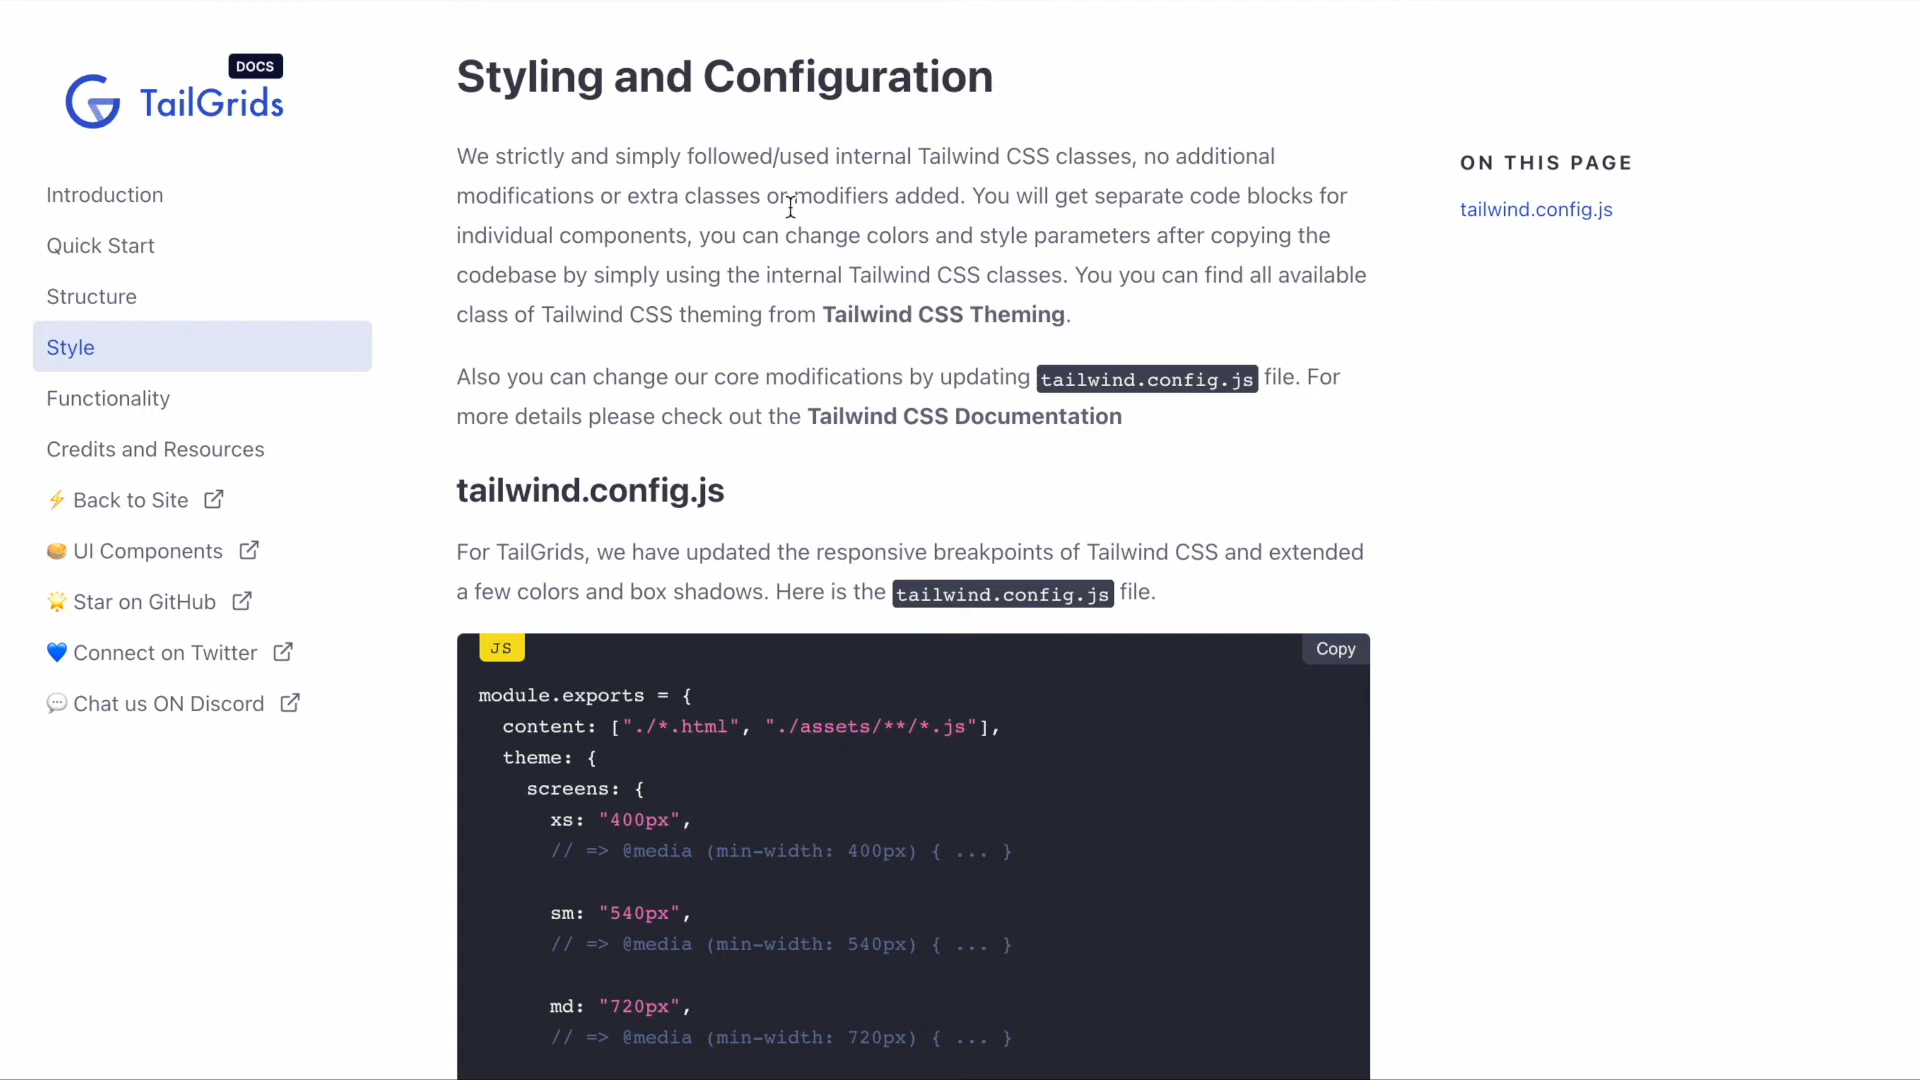 DOCS
TailGrids
Introduction
Quick Start
Structure
Style
Functionality
Credits and Resources
⚡ Back to Site
🥞 UI Components
🌟 Star on GitHub
💙 Connect on Twitter
💬 Chat us ON Discord
Styling and Configuration
We strictly and simply followed/used internal Tailwind CSS classes, no additional
modifications or extra classes or modifiers added. You will get separate code blocks for
individual components, you can change colors and style parameters after copying the
codebase by simply using the internal Tailwind CSS classes. You you can find all available
class of Tailwind CSS theming from Tailwind CSS Theming.
Also you can change our core modifications by updating tailwind.config.js file. For
more details please check out the Tailwind CSS Documentation
tailwind.config.js
For TailGrids, we have updated the responsive breakpoints of Tailwind CSS and extended
a few colors and box shadows. Here is the tailwind.config.js file.
JS
Copy
module.exports = {
  content: ["./*.html", "./assets/**/*.js"],
  theme: {
    screens: {
      xs: "400px",
      // => @media (min-width: 400px) { ... }
      sm: "540px",
      // => @media (min-width: 540px) { ... }
      md: "720px",
      // => @media (min-width: 720px) { ... }
ON THIS PAGE
tailwind.config.js